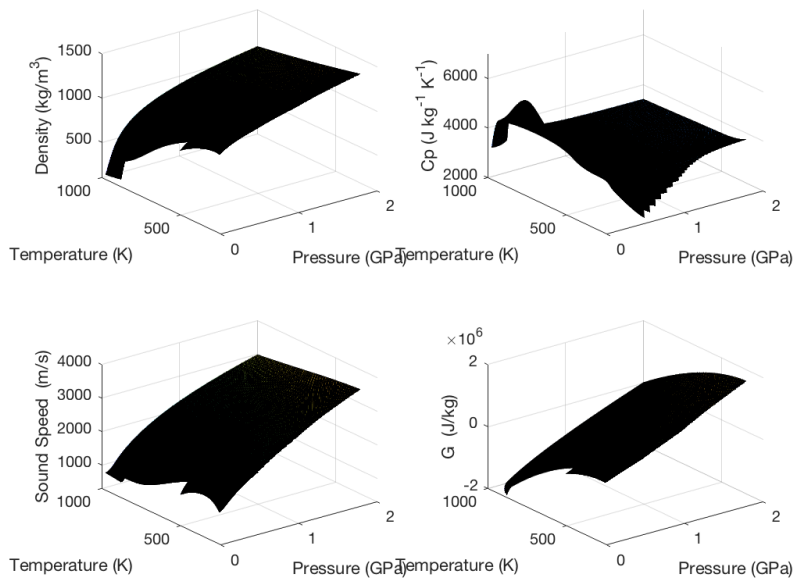 1500
1000
500
Density (kg/m³)
1000
500
0
1
2
Temperature (K)
Pressure (GPa)
6000
4000
2000
Cp (J kg⁻¹ K⁻¹)
1000
500
0
1
2
Temperature (K)
Pressure (GPa)
4000
3000
2000
1000
Sound Speed (m/s)
1000
500
0
1
2
Temperature (K)
Pressure (GPa)
×10⁶
2
0
-2
G (J/kg)
1000
500
0
1
2
Temperature (K)
Pressure (GPa)